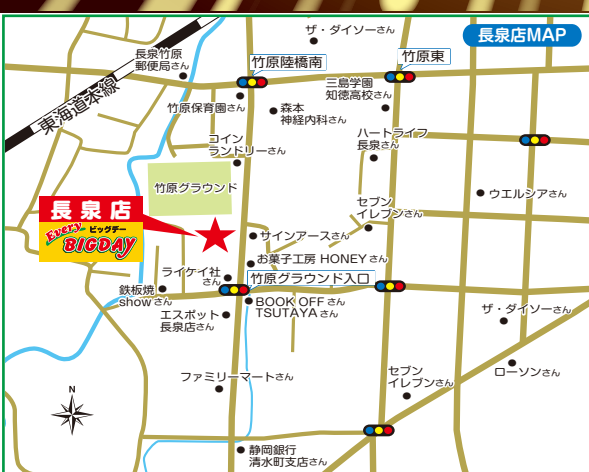 ザ・ダイソーさん
長泉店MAP
長泉竹原
郵便局さん
竹原陸橋南
竹原東
東海道本線
竹原保育園さん
森本
神経内科さん
三島学園
知徳高校さん
コイン
ランドリーさん
ハートライフ
長泉さん
竹原グラウンド
ウエルシアさん
長泉店
Every ビッグデー
BIGDAY
セブン
イレブンさん
サインアースさん
お菓子工房 HONEYさん
ライケイ社
さん
竹原グラウンド入口
鉄板焼
showさん
BOOK OFFさん
TSUTAYAさん
エスポット
長泉店さん
ザ・ダイソーさん
ファミリーマートさん
セブン
イレブンさん
ローソンさん
N
静岡銀行
清水町支店さん